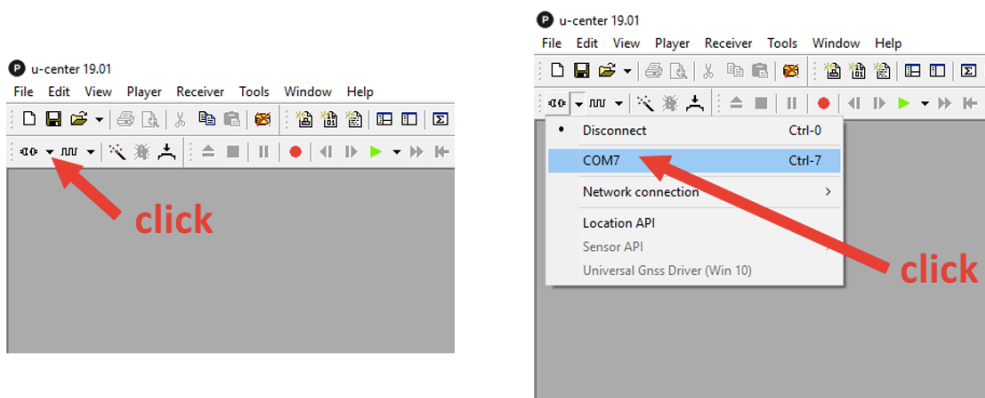 u-center 19.01
File Edit View Player Receiver Tools Window Help
click
u-center 19.01
File Edit View Player Receiver Tools Window Help
Disconnect Ctrl-0
COM7 Ctrl-7
Network connection
Location API
Sensor API
Universal Gnss Driver (Win 10)
click